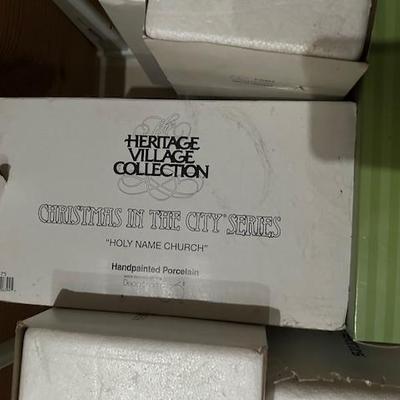 The
HERITAGE
VILLAGE
COLLECTION
CHRISTMAS IN THE CITY SERIES
"HOLY NAME CHURCH"
Handpainted Porcelain